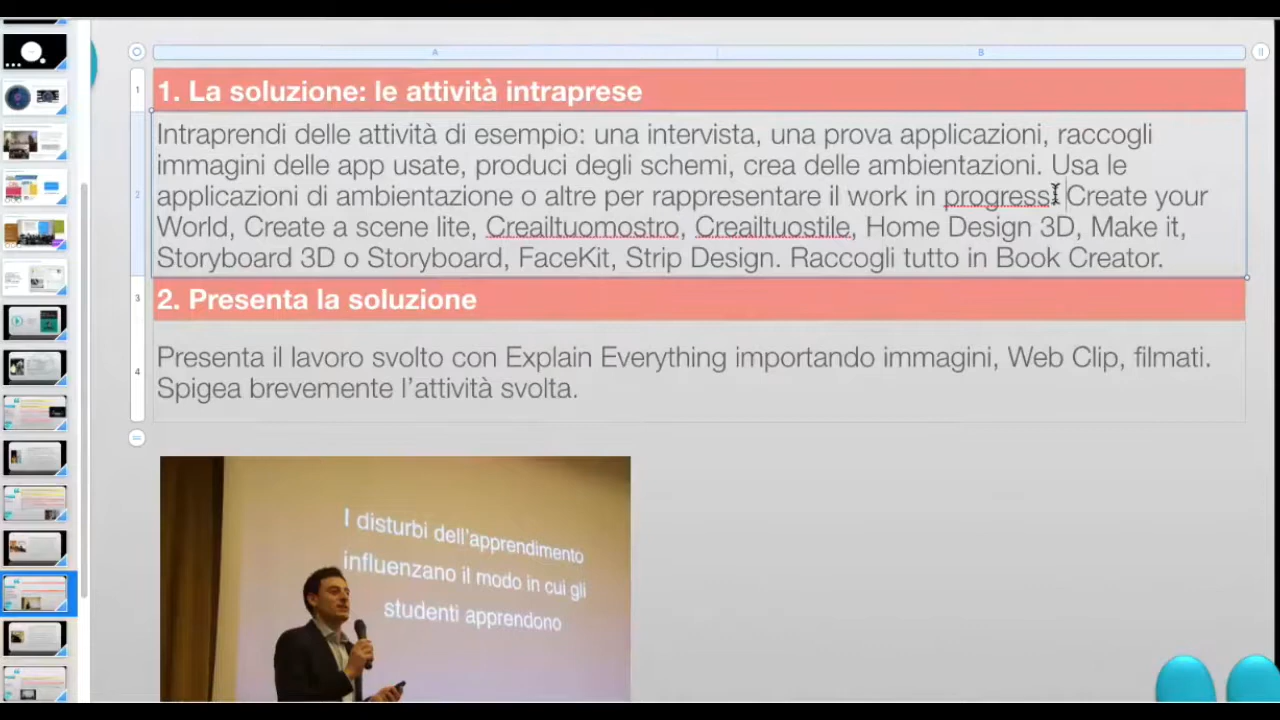 A B
1 1. La soluzione: le attività intraprese
2 Intraprendi delle attività di esempio: una intervista, una prova applicazioni, raccogli
immagini delle app usate, produci degli schemi, crea delle ambientazioni. Usa le
applicazioni di ambientazione o altre per rappresentare il work in progress: Create your
World, Create a scene lite, Creailtuomostro, Creailtuostile, Home Design 3D, Make it,
Storyboard 3D o Storyboard, FaceKit, Strip Design. Raccogli tutto in Book Creator.
3 2. Presenta la soluzione
4 Presenta il lavoro svolto con Explain Everything importando immagini, Web Clip, filmati.
Spigea brevemente l’attività svolta.
I disturbi dell'apprendimento
influenzano il modo in cui gli
studenti apprendono